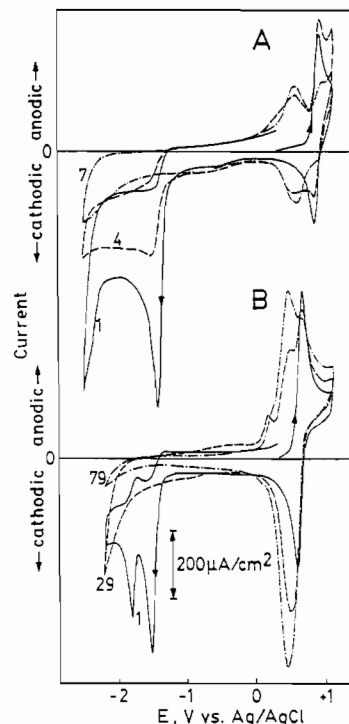 A
anodic
0
7
cathodic
4
1
Current
B
anodic
0
79
cathodic
29
1
200μA/cm²
-2 -1 0 +1
E, V vs. Ag/AgCl